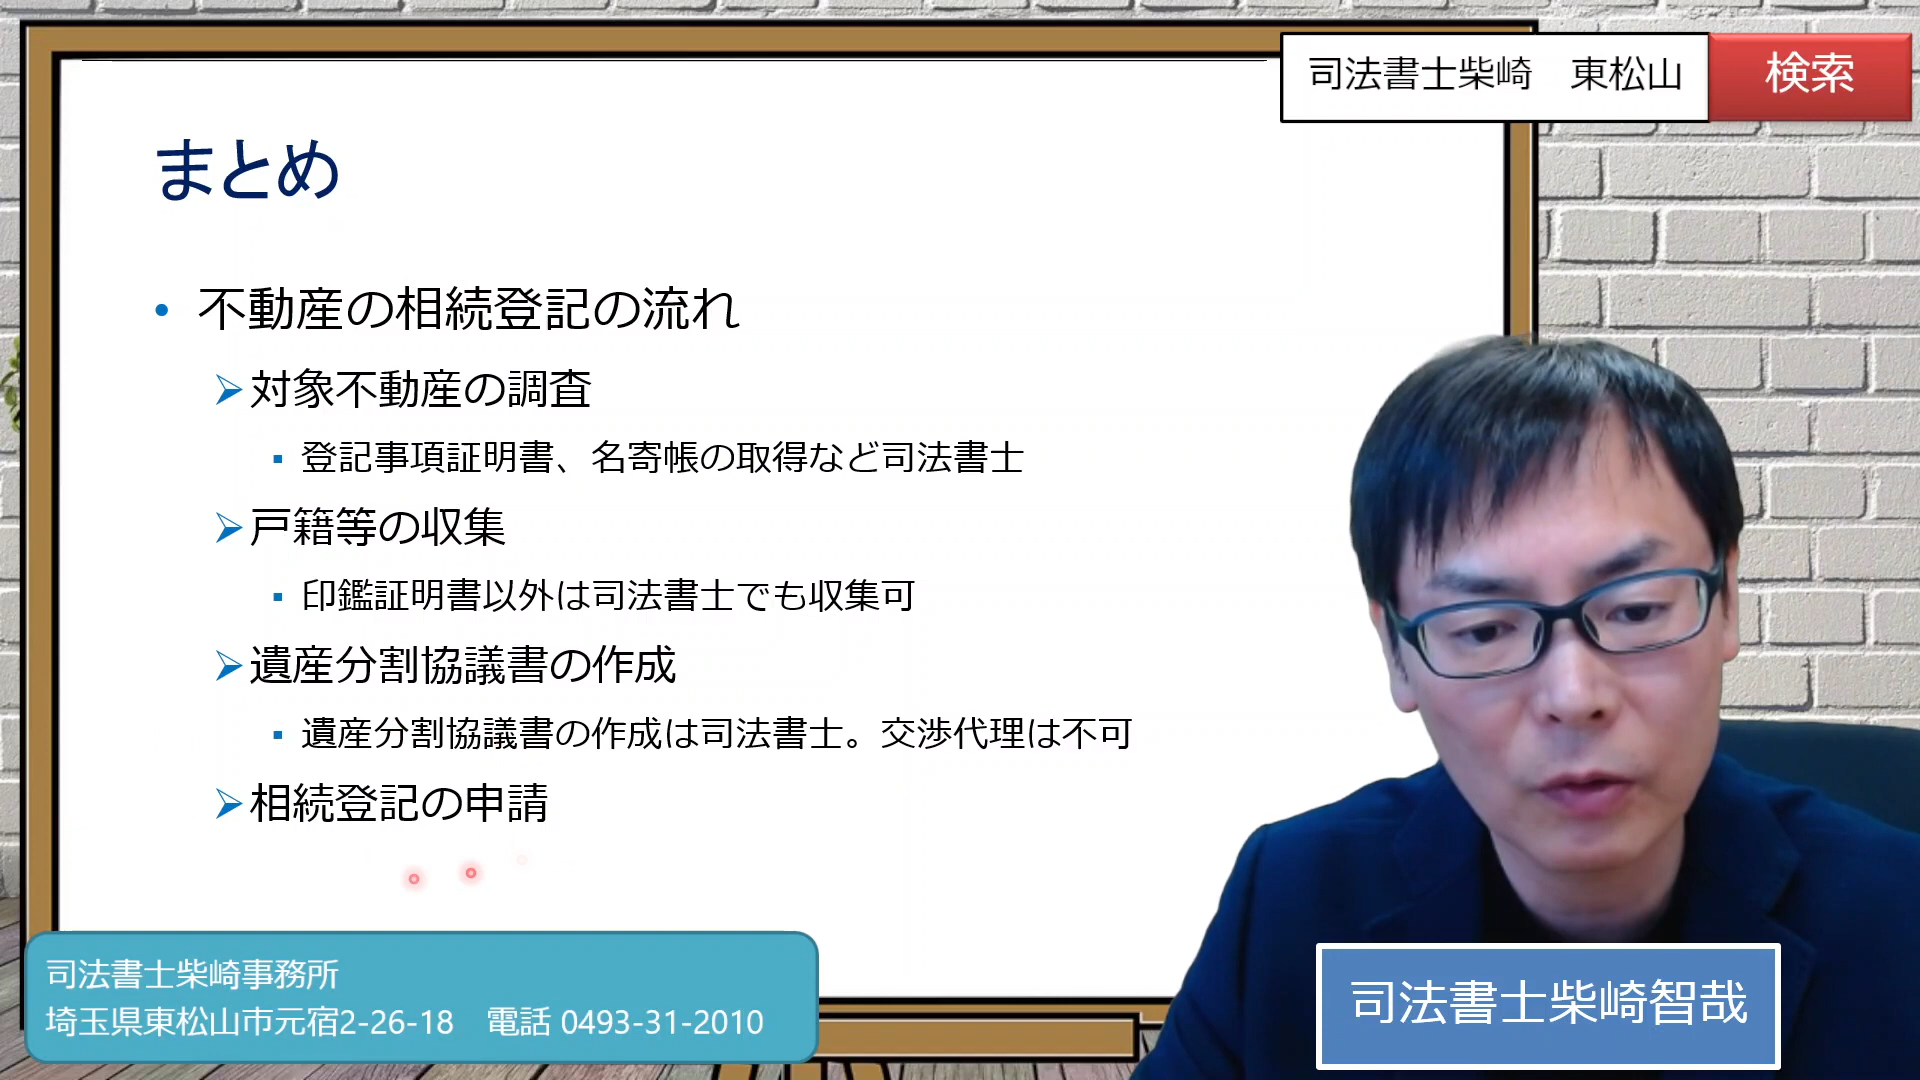 司法書士柴崎　東松山
検索
まとめ
• 不動産の相続登記の流れ
➢対象不動産の調査
▪ 登記事項証明書、名寄帳の取得など司法書士
➢戸籍等の収集
▪ 印鑑証明書以外は司法書士でも収集可
➢遺産分割協議書の作成
▪ 遺産分割協議書の作成は司法書士。交渉代理は不可
➢相続登記の申請
司法書士柴崎事務所
埼玉県東松山市元宿2-26-18　電話 0493-31-2010
司法書士柴崎智哉